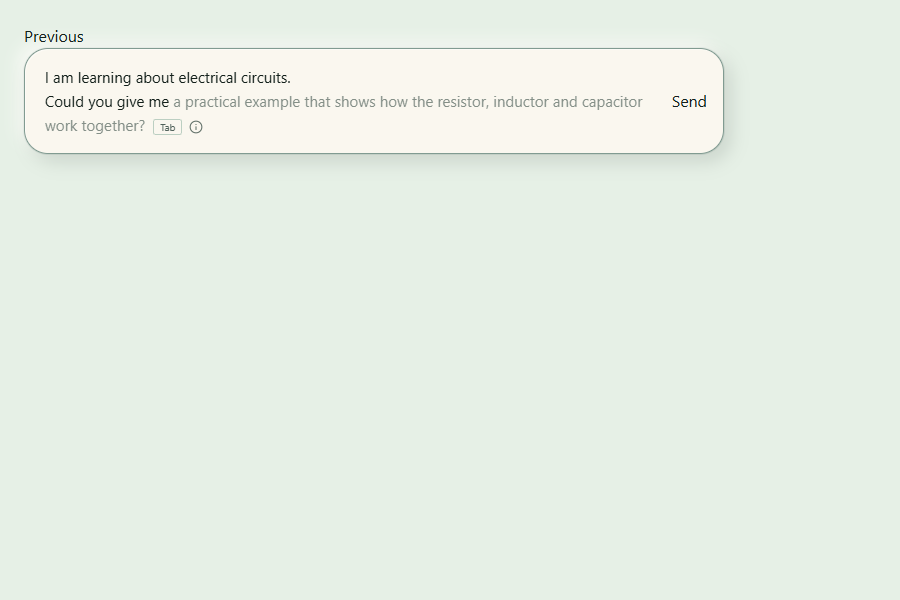 Previous
I am learning about electrical circuits.
Could you give me a practical example that shows how the resistor, inductor and capacitor
work together? Tab
Send